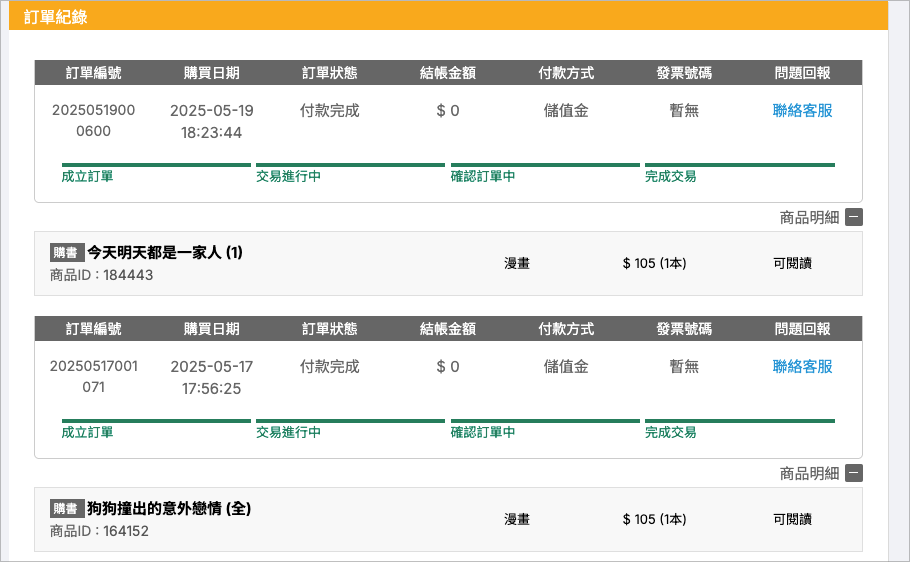 訂單紀錄
訂單編號 購買日期 訂單狀態 結帳金額 付款方式 發票號碼 問題回報
2025051900 2025-05-19 付款完成 $ 0 儲值金 暫無 聯絡客服
0600 18:23:44
成立訂單 交易進行中 確認訂單中 完成交易
商品明細
購書 今天明天都是一家人 (1)
漫畫 $ 105 (1本) 可閱讀
商品ID : 184443
訂單編號 購買日期 訂單狀態 結帳金額 付款方式 發票號碼 問題回報
20250517001 2025-05-17 付款完成 $ 0 儲值金 暫無 聯絡客服
071 17:56:25
成立訂單 交易進行中 確認訂單中 完成交易
商品明細
購書 狗狗撞出的意外戀情 (全)
漫畫 $ 105 (1本) 可閱讀
商品ID : 164152